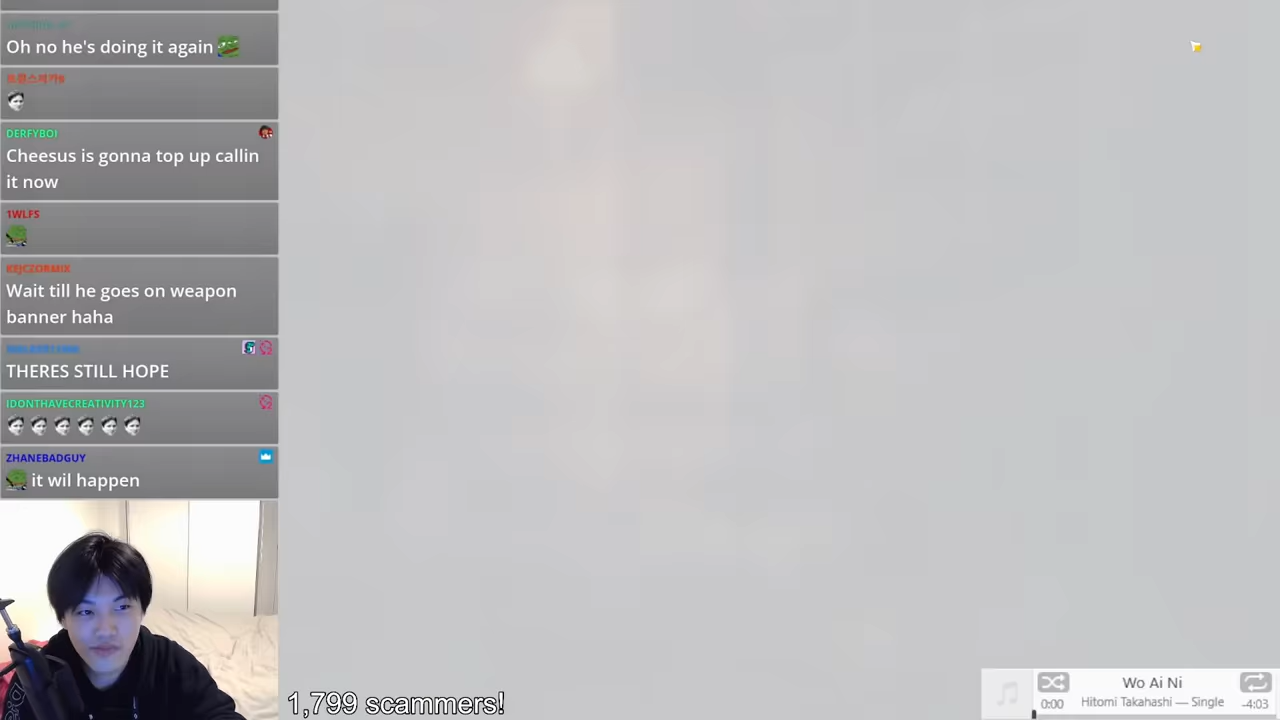 Oh no he's doing it again
DERFYBOI
Cheesus is gonna top up callin
it now
1WLFS
KEJCZORMIX
Wait till he goes on weapon
banner haha
THERES STILL HOPE
IDONTHAVECREATIVITY123
ZHANEBADGUY
it wil happen
1,799 scammers!
Wo Ai Ni
0:00
Hitomi Takahashi — Single
-4:03